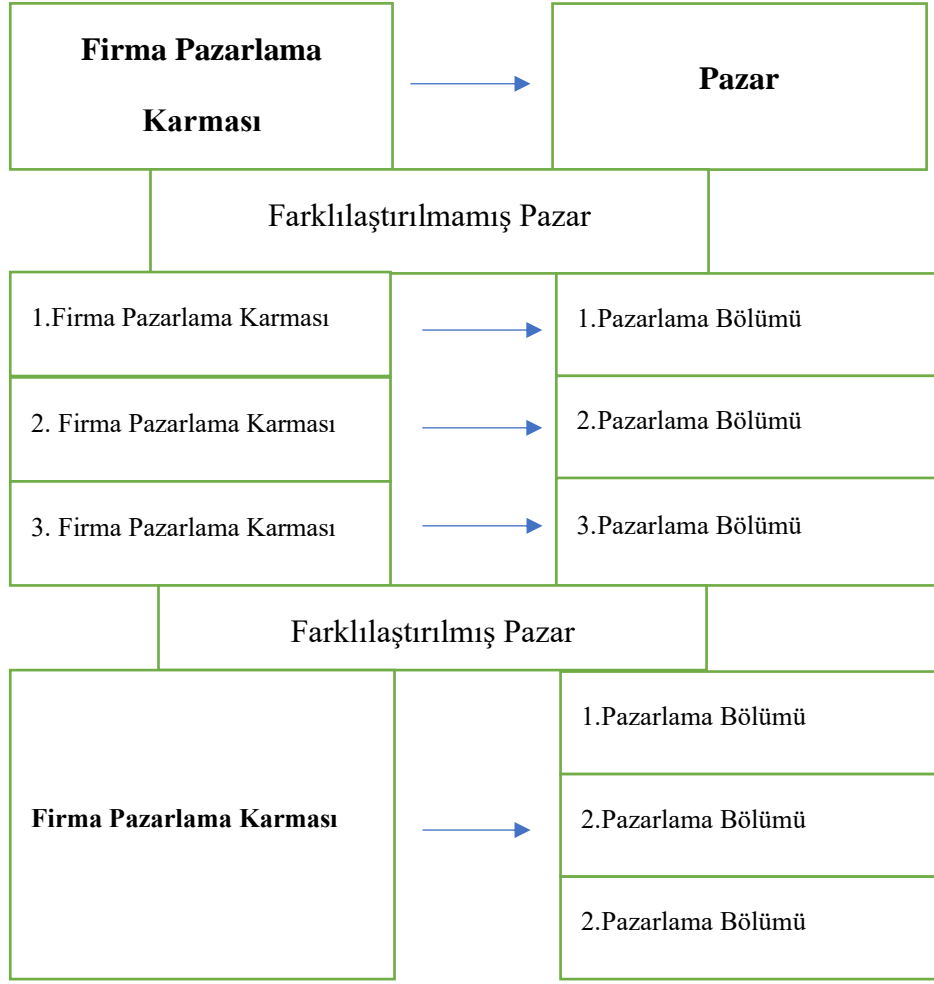 Firma Pazarlama
Karması
Pazar
Farklılaştırılmamış Pazar
1.Firma Pazarlama Karması
1.Pazarlama Bölümü
2. Firma Pazarlama Karması
2.Pazarlama Bölümü
3. Firma Pazarlama Karması
3.Pazarlama Bölümü
Farklılaştırılmış Pazar
Firma Pazarlama Karması
1.Pazarlama Bölümü
2.Pazarlama Bölümü
2.Pazarlama Bölümü